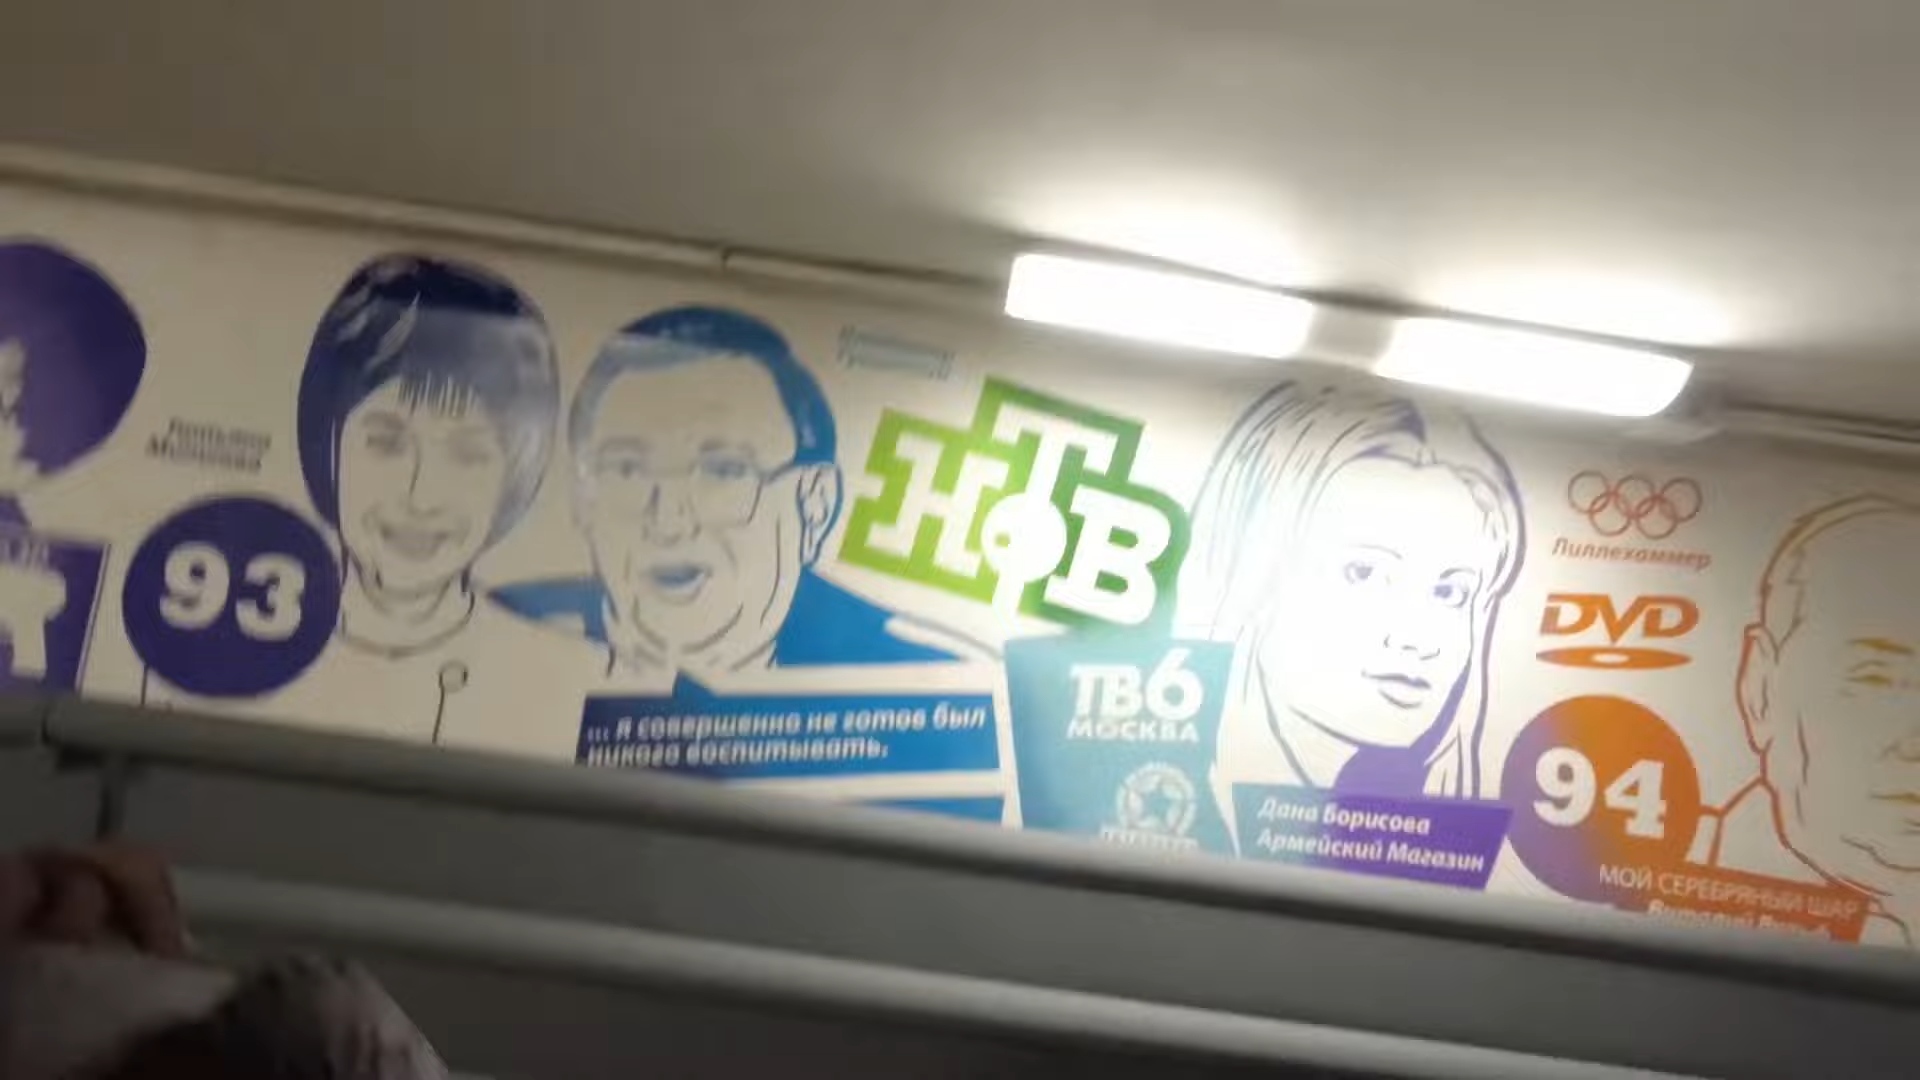 93
... я совершенно не готов был
никого воспитывать.
НТВ
ТВ6
МОСКВА
Дана Борисова
Армейский Магазин
Лиллехаммер
DVD
94
МОЙ СЕРЕБРЯНЫЙ ШАР
Виталий